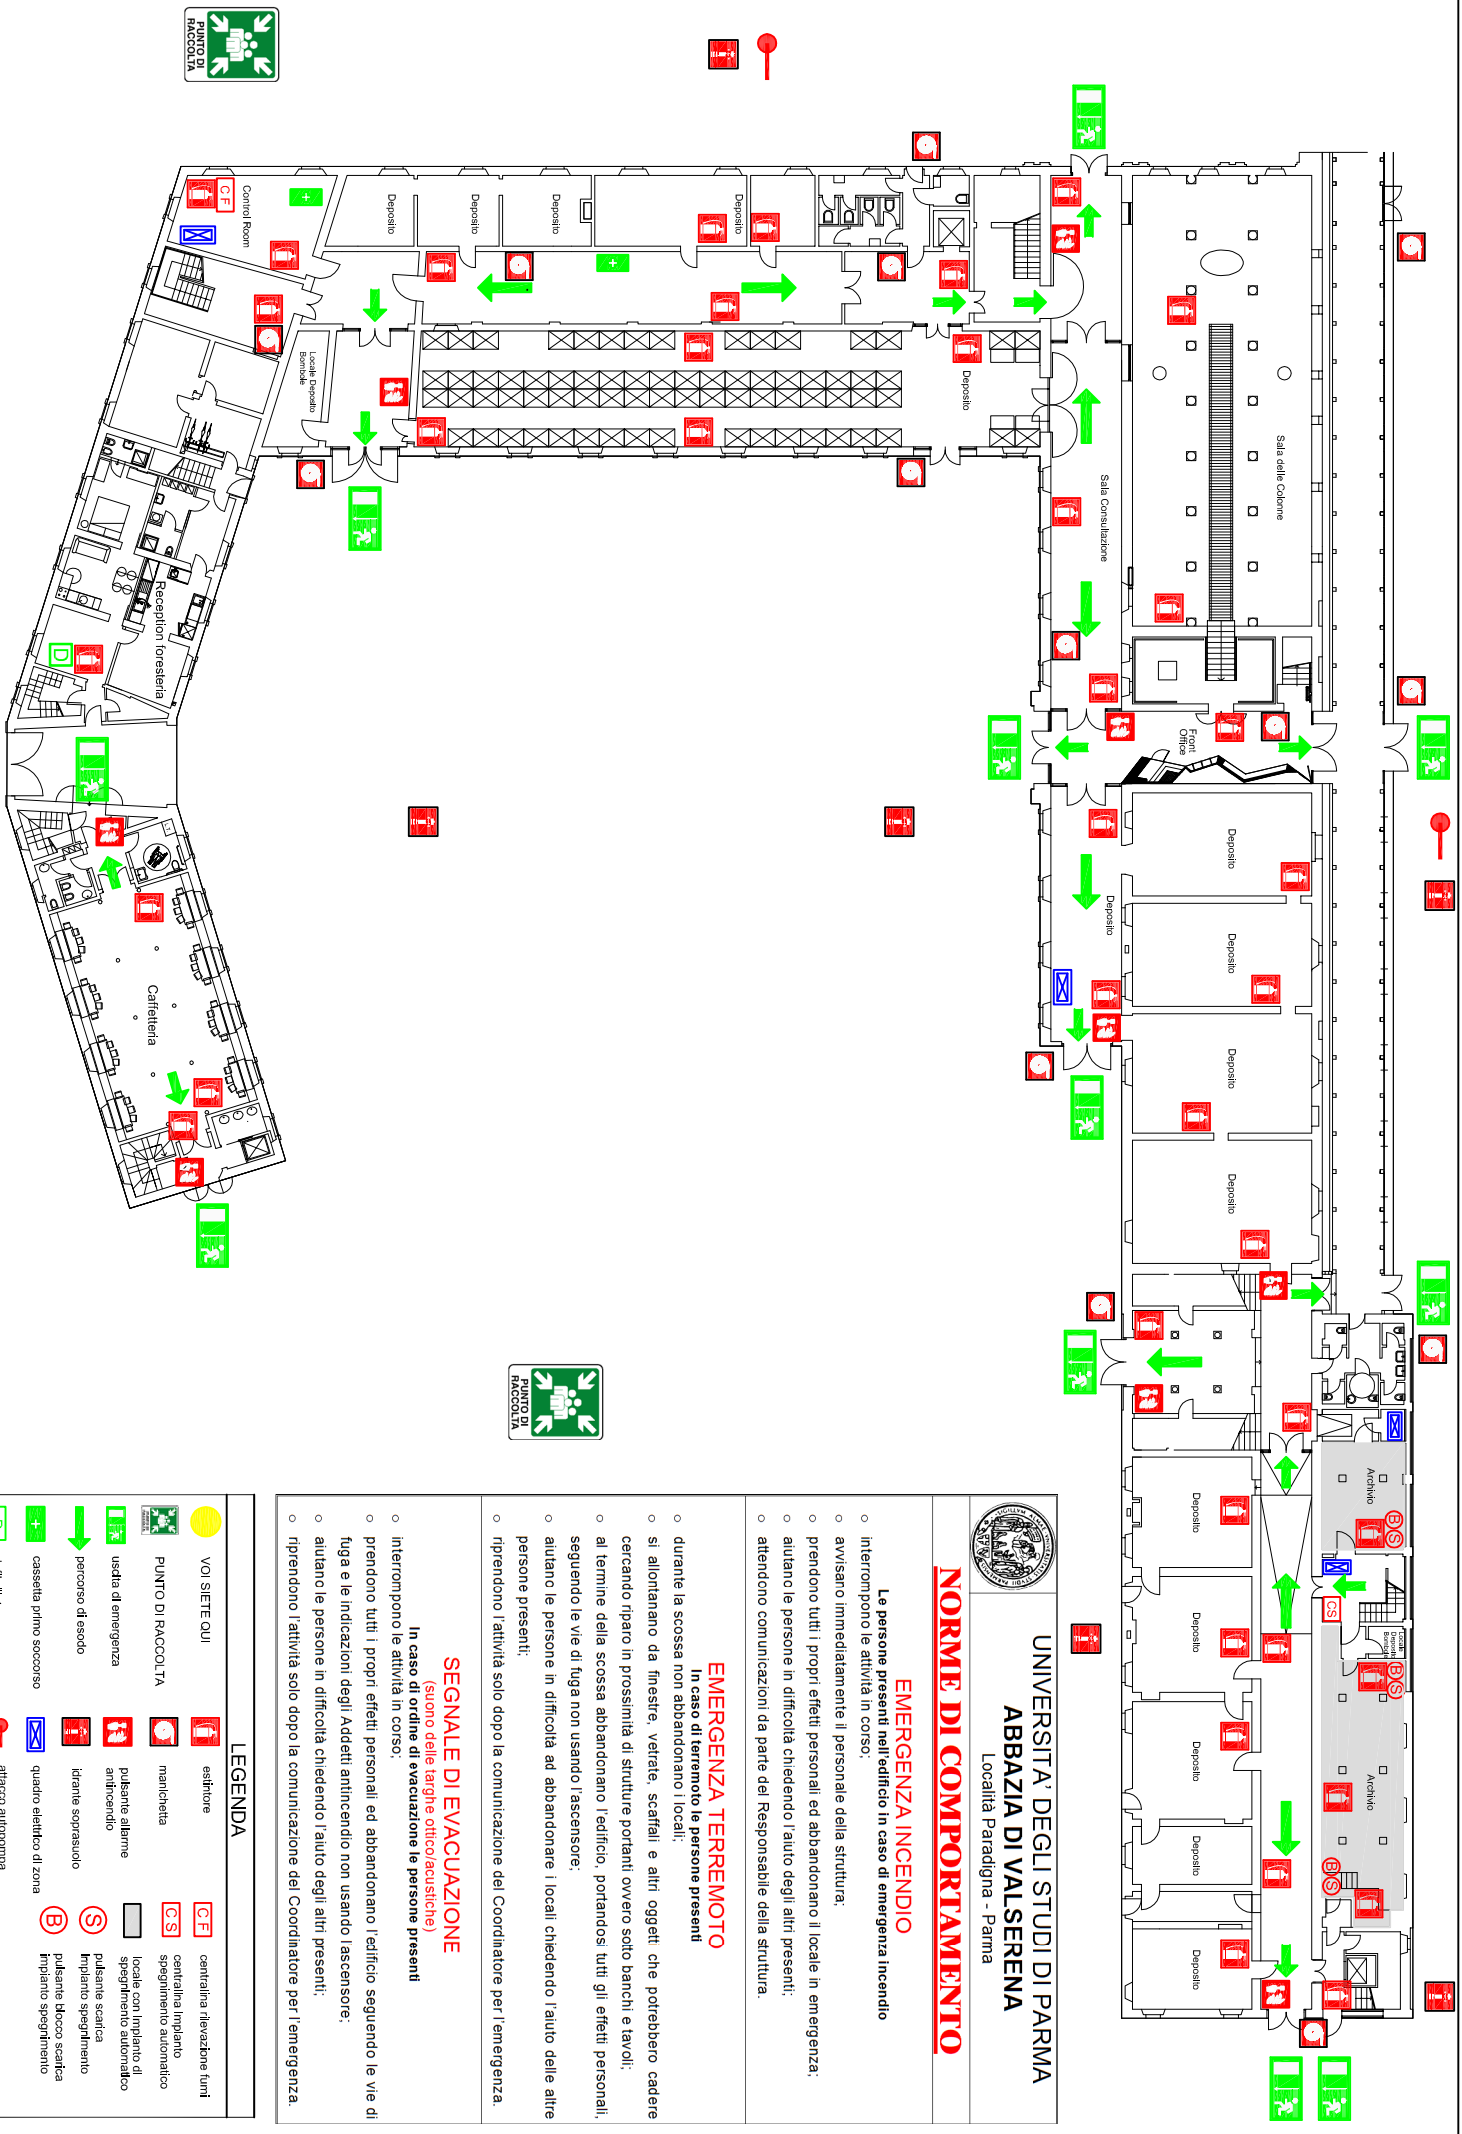 UNIVERSITA' DEGLI STUDI DI PARMA
ABBAZIA DI VALSERENA
Località Paradigna - Parma
NORME DI COMPORTAMENTO
EMERGENZA INCENDIO
Le persone presenti nell'edificio in caso di emergenza incendio
○ interrompono le attività in corso;
○ avvisano immediatamente il personale della struttura;
○ prendono tutti i propri effetti personali ed abbandonano il locale in emergenza;
○ aiutano le persone in difficoltà chiedendo l'aiuto degli altri presenti;
○ attendono comunicazioni da parte del Responsabile della struttura.
EMERGENZA TERREMOTO
In caso di terremoto le persone presenti
○ durante la scossa non abbandonano i locali;
○ si allontanano da finestre, vetrate, scaffali e altri oggetti che potrebbero cadere
cercando riparo in prossimità di strutture portanti ovvero sotto banchi e tavoli;
○ al termine della scossa abbandonano l'edificio, portandosi tutti gli effetti personali,
seguendo le vie di fuga non usando l'ascensore;
○ aiutano le persone in difficoltà ad abbandonare i locali chiedendo l'aiuto delle altre
persone presenti;
○ riprendono l'attività solo dopo la comunicazione del Coordinatore per l'emergenza.
SEGNALE DI EVACUAZIONE
(suono delle targhe ottico/acustiche)
In caso di ordine di evacuazione le persone presenti
○ interrompono le attività in corso;
○ prendono tutti i propri effetti personali ed abbandonano l'edificio seguendo le vie di
fuga e le indicazioni degli Addetti antincendio non usando l'ascensore;
○ aiutano le persone in difficoltà chiedendo l'aiuto degli altri presenti;
○ riprendono l'attività solo dopo la comunicazione del Coordinatore per l'emergenza.
LEGENDA
VOI SIETE QUI
PUNTO DI RACCOLTA
uscita di emergenza
percorso di esodo
cassetta primo soccorso
estintore
manichetta
pulsante allarme
antincendio
idrante soprasuolo
quadro elettrico di zona
CF
centralina rilevazione fumi
CS
centralina impianto
spegnimento automatico
locale con impianto di
spegnimento automatico
S
pulsante scarica
impianto spegnimento
B
pulsante blocco scarica
impianto spegnimento
PUNTO DI
RACCOLTA
PUNTO DI
RACCOLTA
Sala delle Colonne
Sala Consultazione
Front
Office
Deposito
Deposito
Deposito
Deposito
Deposito
Archivio
B S
CS
Locale
Deposito
Bombole
B S
Archivio
B S
Deposito
Deposito
Deposito
Deposito
Deposito
Deposito
Deposito
Deposito
Deposito
Deposito
Control Room
CF
Locale Deposito
Bombole
Reception foresteria
D
Caffetteria